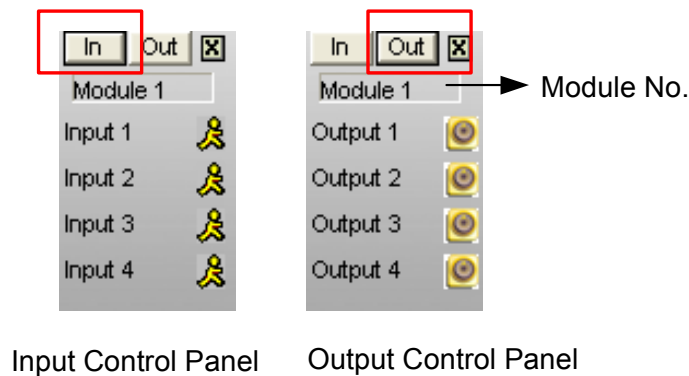 In Out X
Module 1
Input 1
Input 2
Input 3
Input 4
Input Control Panel
In Out X
Module 1
Module No.
Output 1
Output 2
Output 3
Output 4
Output Control Panel